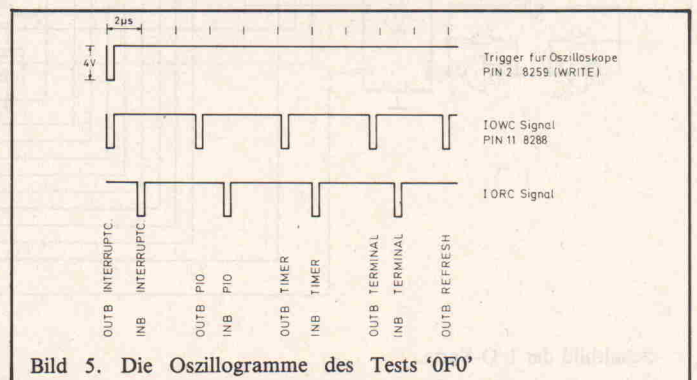 2µs
4V
Trigger für Oszilloskope
PIN 2 8259 (WRITE)
IOWC Signal
PIN 11 8288
IORC Signal
OUTB INTERRUPTC.
INB INTERRUPTC.
OUTB PIO
INB PIO
OUTB TIMER
INB TIMER
OUTB TERMINAL
INB TERMINAL
OUTB REFRESH
Bild 5. Die Oszillogramme des Tests '0F0'